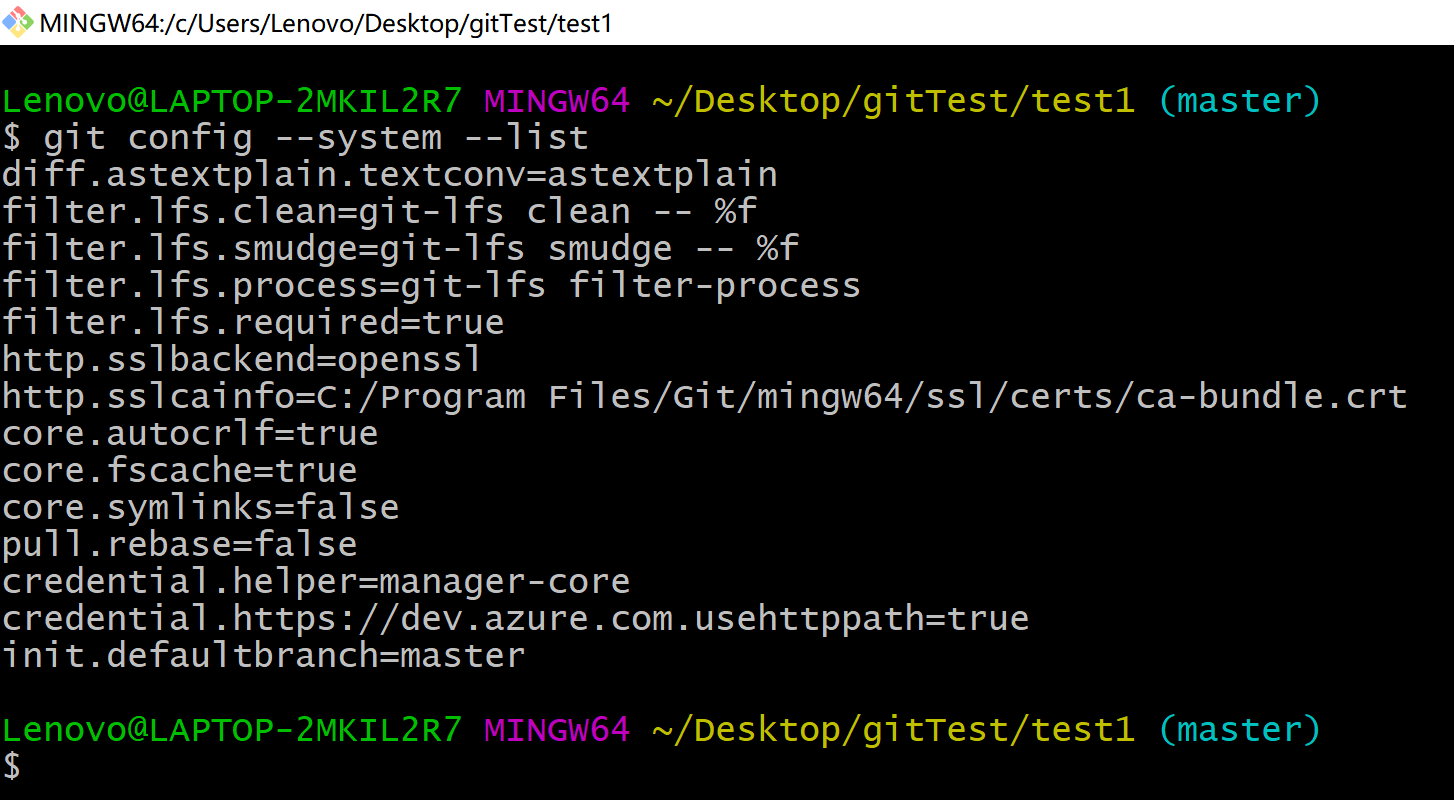 MINGW64:/c/Users/Lenovo/Desktop/gitTest/test1
Lenovo@LAPTOP-2MKIL2R7 MINGW64 ~/Desktop/gitTest/test1 (master)
$ git config --system --list
diff.astextplain.textconv=astextplain
filter.lfs.clean=git-lfs clean -- %f
filter.lfs.smudge=git-lfs smudge -- %f
filter.lfs.process=git-lfs filter-process
filter.lfs.required=true
http.sslbackend=openssl
http.sslcainfo=C:/Program Files/Git/mingw64/ssl/certs/ca-bundle.crt
core.autocrlf=true
core.fscache=true
core.symlinks=false
pull.rebase=false
credential.helper=manager-core
credential.https://dev.azure.com.usehttppath=true
init.defaultbranch=master
Lenovo@LAPTOP-2MKIL2R7 MINGW64 ~/Desktop/gitTest/test1 (master)
$